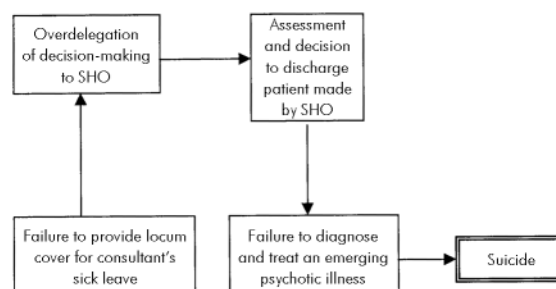 Overdelegation
of decision-making
to SHO
Assessment
and decision
to discharge
patient made
by SHO
Failure to provide locum
cover for consultant's
sick leave
Failure to diagnose
and treat an emerging
psychotic illness
Suicide